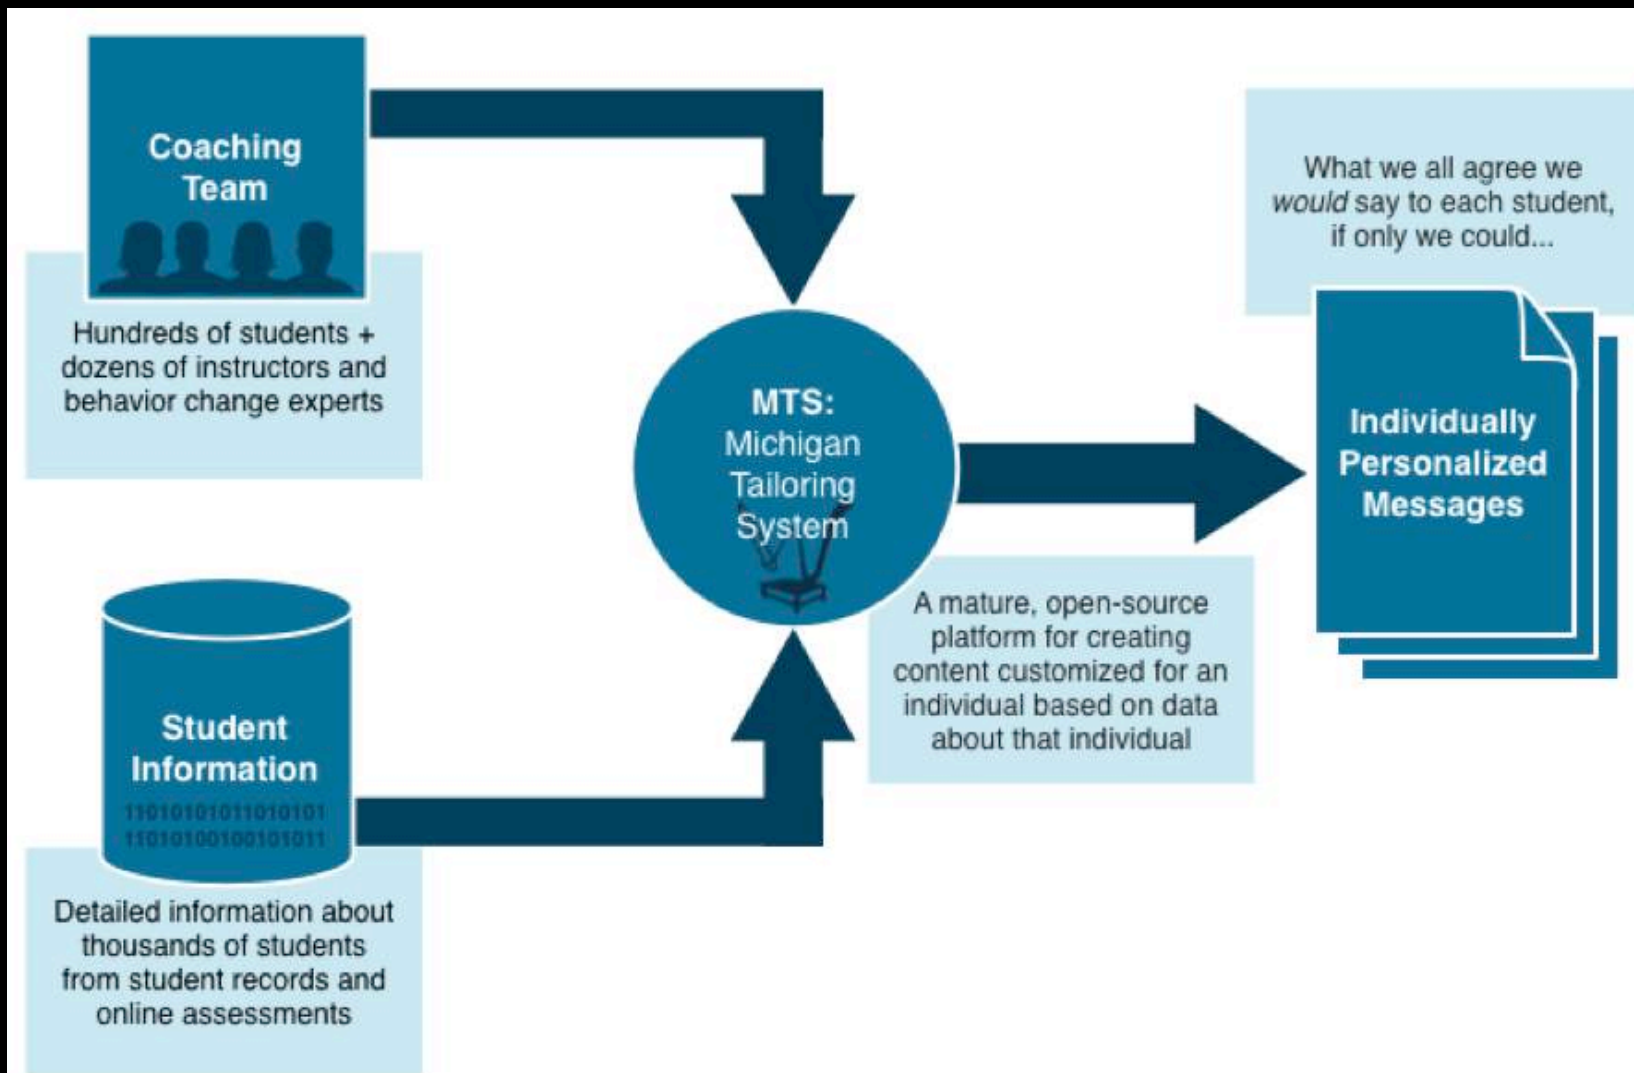 Coaching
Team
Hundreds of students +
dozens of instructors and
behavior change experts
What we all agree we
would say to each student,
if only we could...
MTS:
Michigan
Tailoring
System
Individually
Personalized
Messages
A mature, open-source
platform for creating
content customized for an
individual based on data
about that individual
Student
Information
11010101011010101
11010100100101011
Detailed information about
thousands of students
from student records and
online assessments